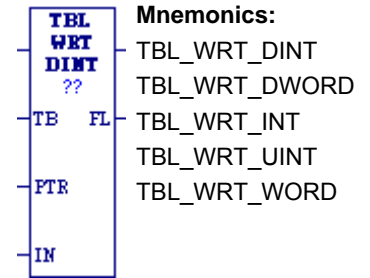 TBL
WRT
DINT
??
TB FL
PTR
IN
Mnemonics:
TBL_WRT_DINT
TBL_WRT_DWORD
TBL_WRT_INT
TBL_WRT_UINT
TBL_WRT_WORD